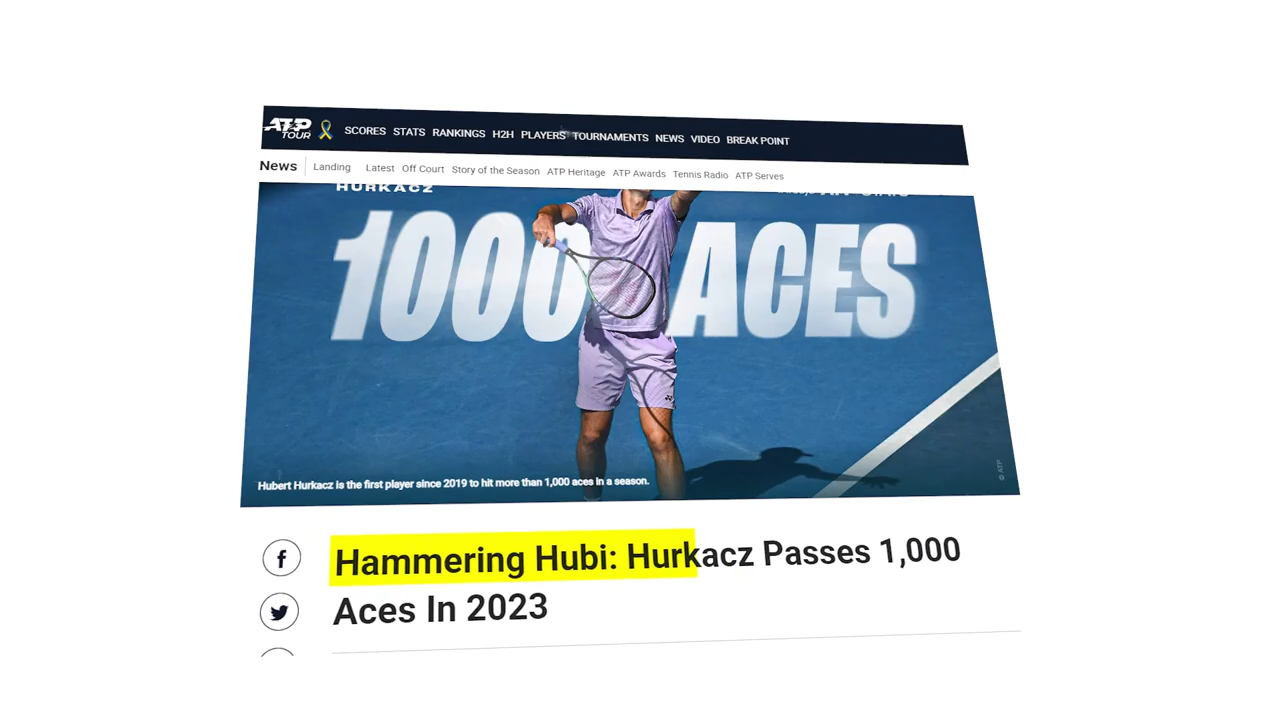 ATP TOUR
SCORES STATS RANKINGS H2H PLAYERS TOURNAMENTS NEWS VIDEO BREAK POINT
News Landing Latest Off Court Story of the Season ATP Heritage ATP Awards Tennis Radio ATP Serves
HURKACZ
1000 ACES
Hubert Hurkacz is the first player since 2019 to hit more than 1,000 aces in a season.
© ATP
Hammering Hubi: Hurkacz Passes 1,000
Aces In 2023